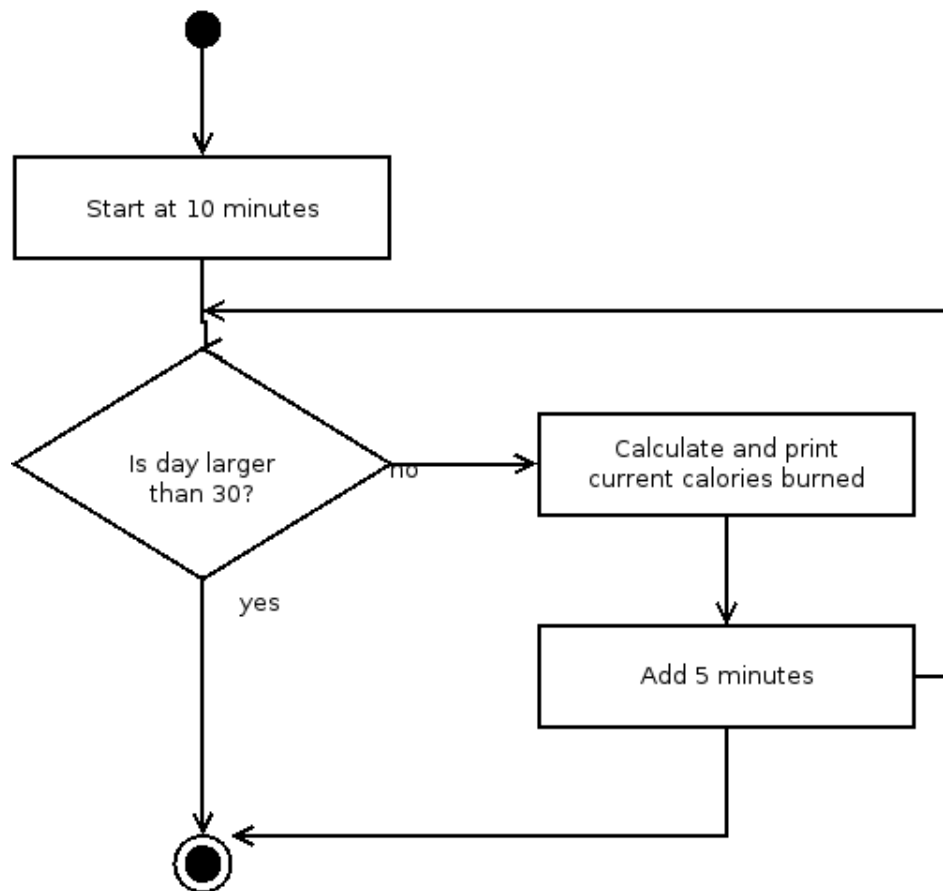 Start at 10 minutes
Is day larger
than 30?
no
Calculate and print
current calories burned
yes
Add 5 minutes